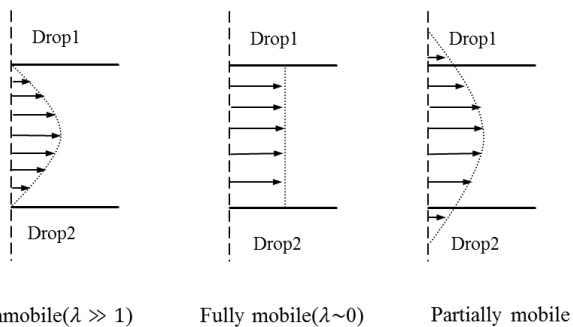 Drop1
Drop2
Drop1
Drop2
Drop1
Drop2
mobile(λ ≫ 1)
Fully mobile(λ~0)
Partially mobile